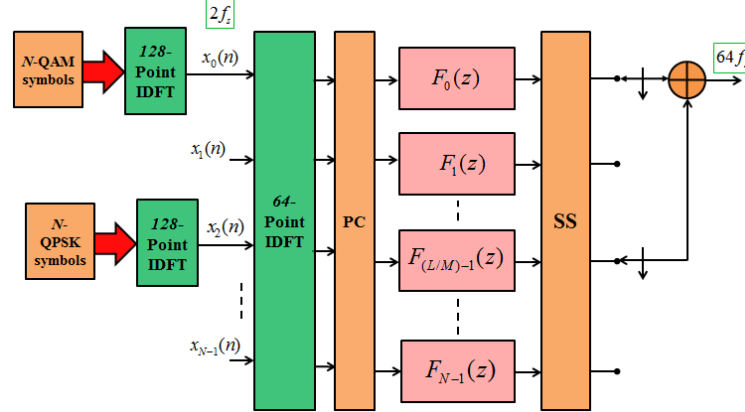 2f_s
N-QAM
symbols
128-
Point
IDFT
x_0(n)
x_1(n)
N-
QPSK
symbols
128-
Point
IDFT
x_2(n)
x_{N-1}(n)
64-
Point
IDFT
PC
F_0(z)
F_1(z)
F_{(L/M)-1}(z)
F_{N-1}(z)
SS
64f